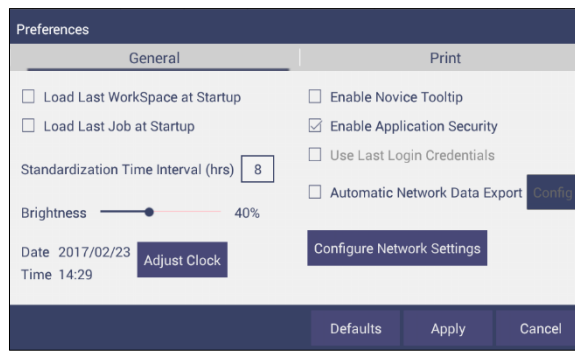 Preferences
General
Print
Load Last WorkSpace at Startup
Load Last Job at Startup
Standardization Time Interval (hrs) 8
Brightness 40%
Date 2017/02/23
Time 14:29
Adjust Clock
Enable Novice Tooltip
Enable Application Security
Use Last Login Credentials
Automatic Network Data Export Config
Configure Network Settings
Defaults
Apply
Cancel